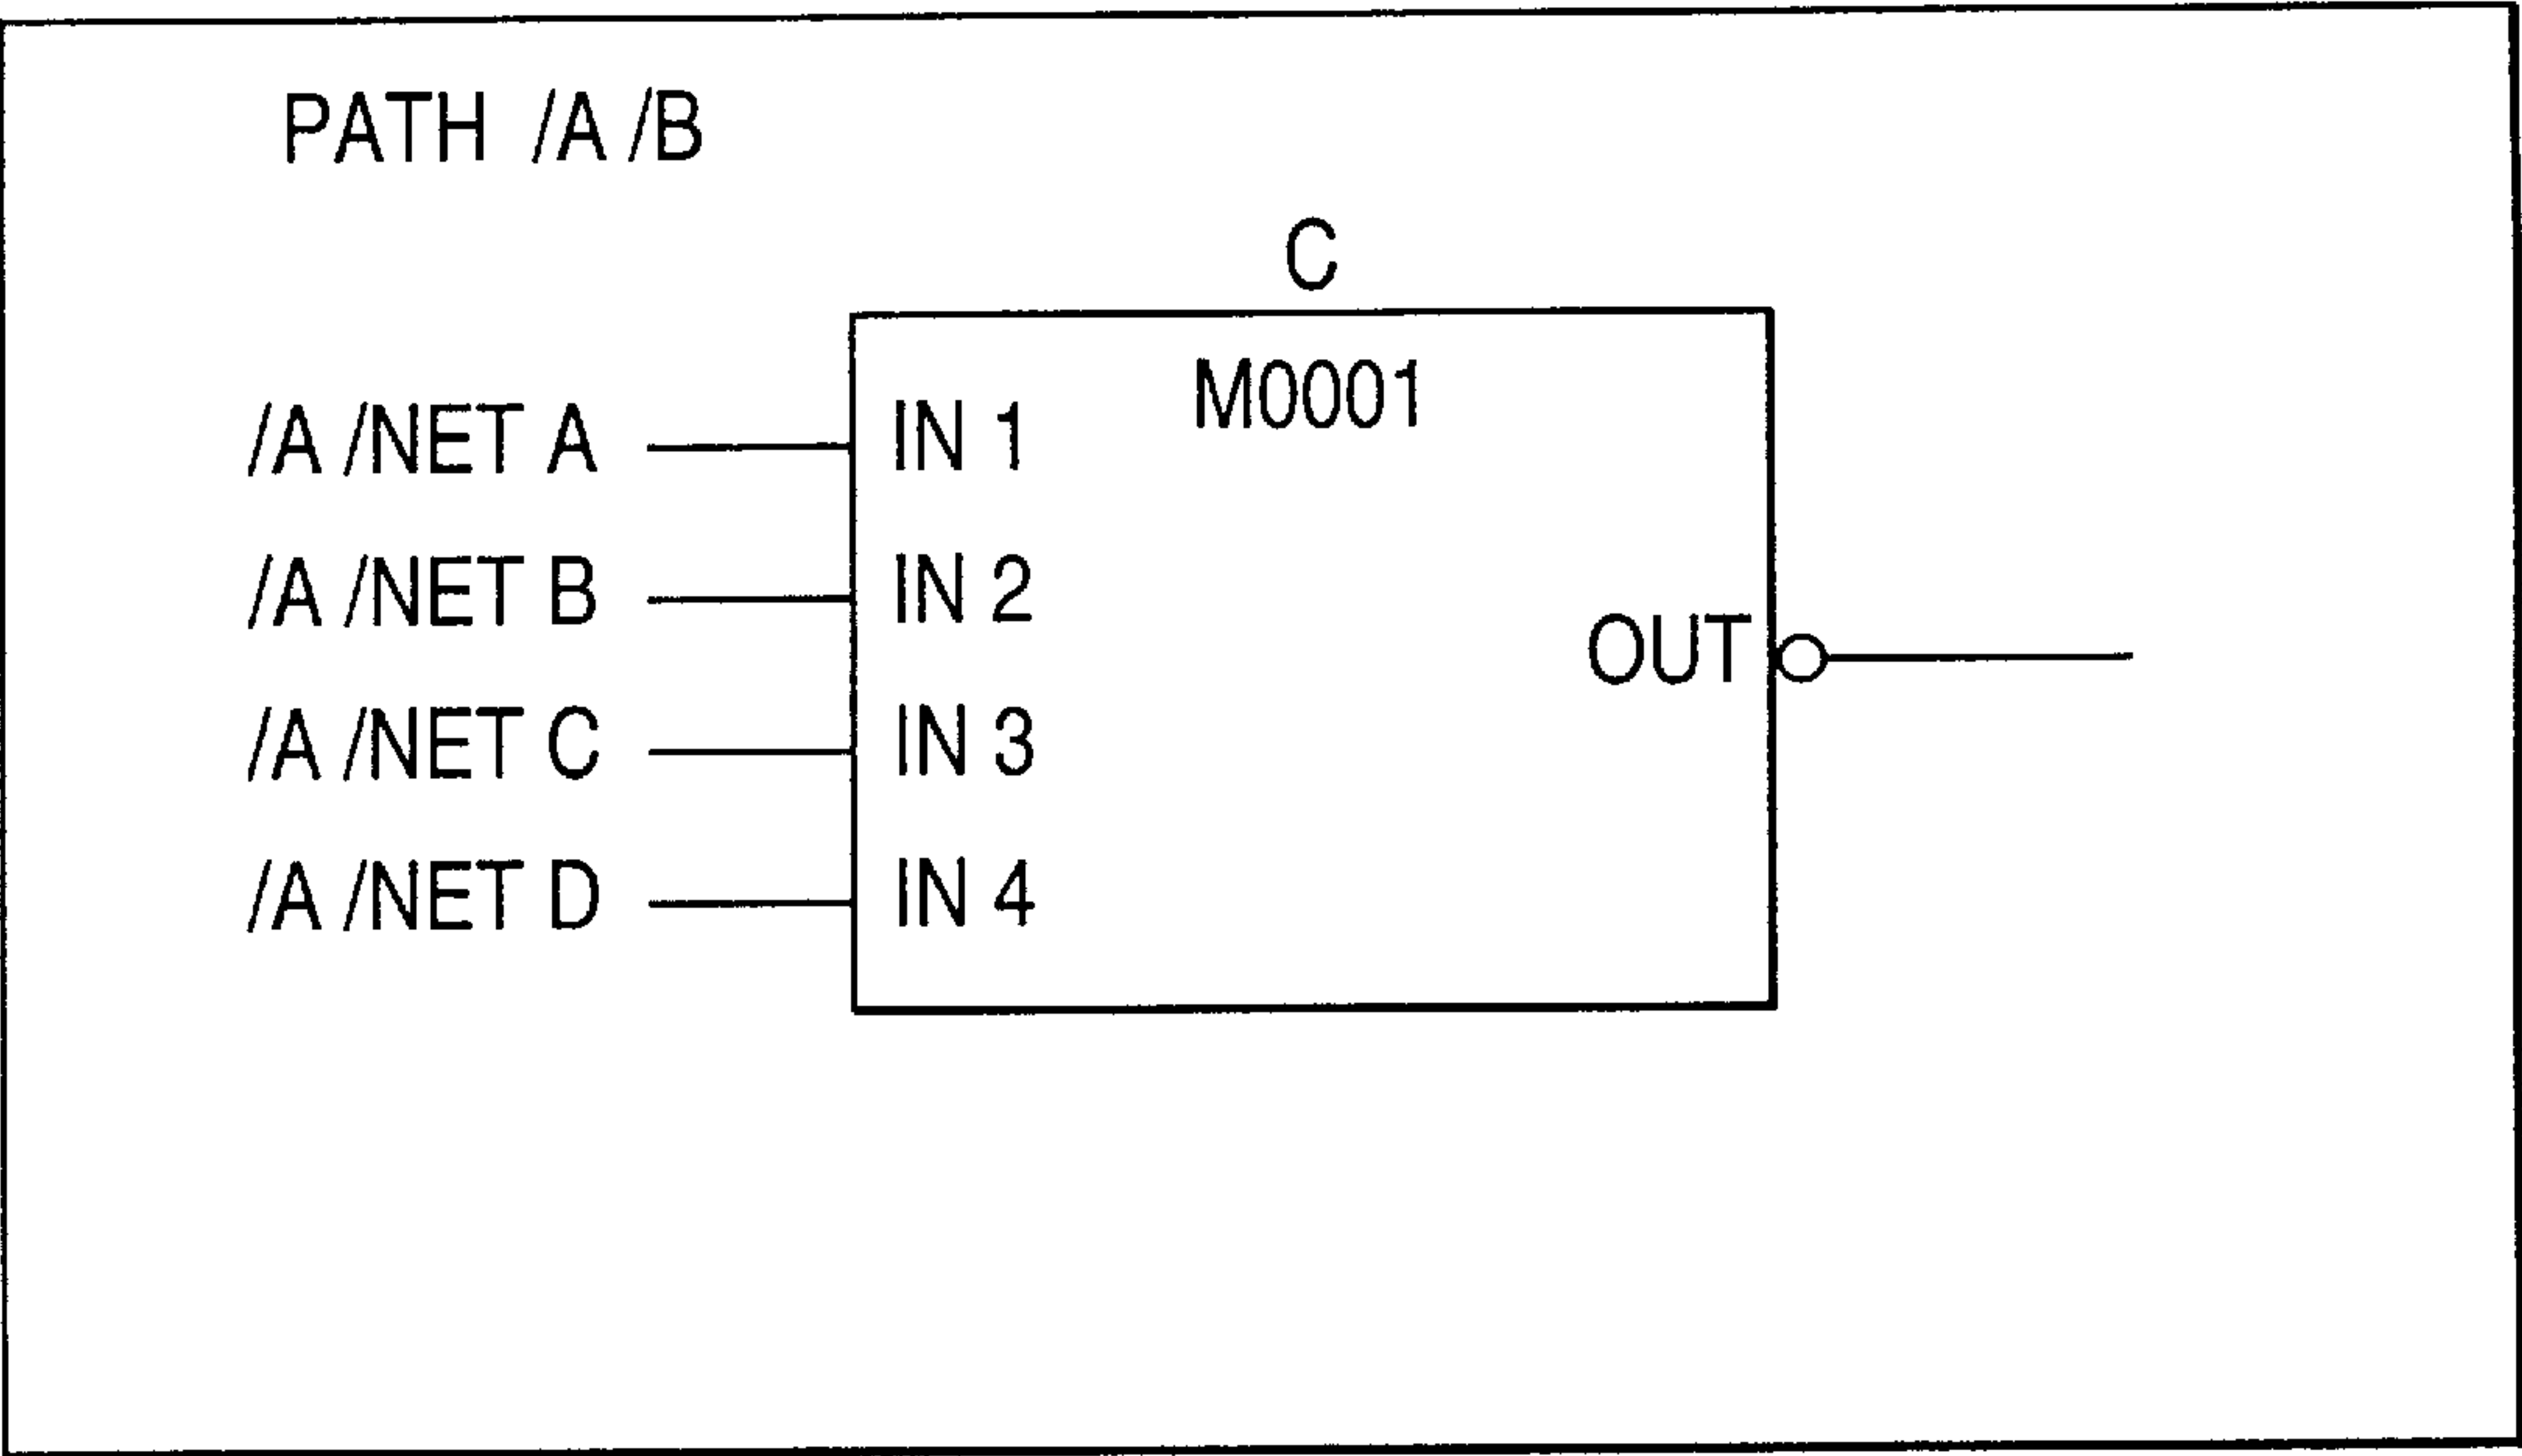 PATH /A /B
C
M0001
/A /NET A IN 1
/A /NET B IN 2
OUT
/A /NET C IN 3
/A /NET D IN 4